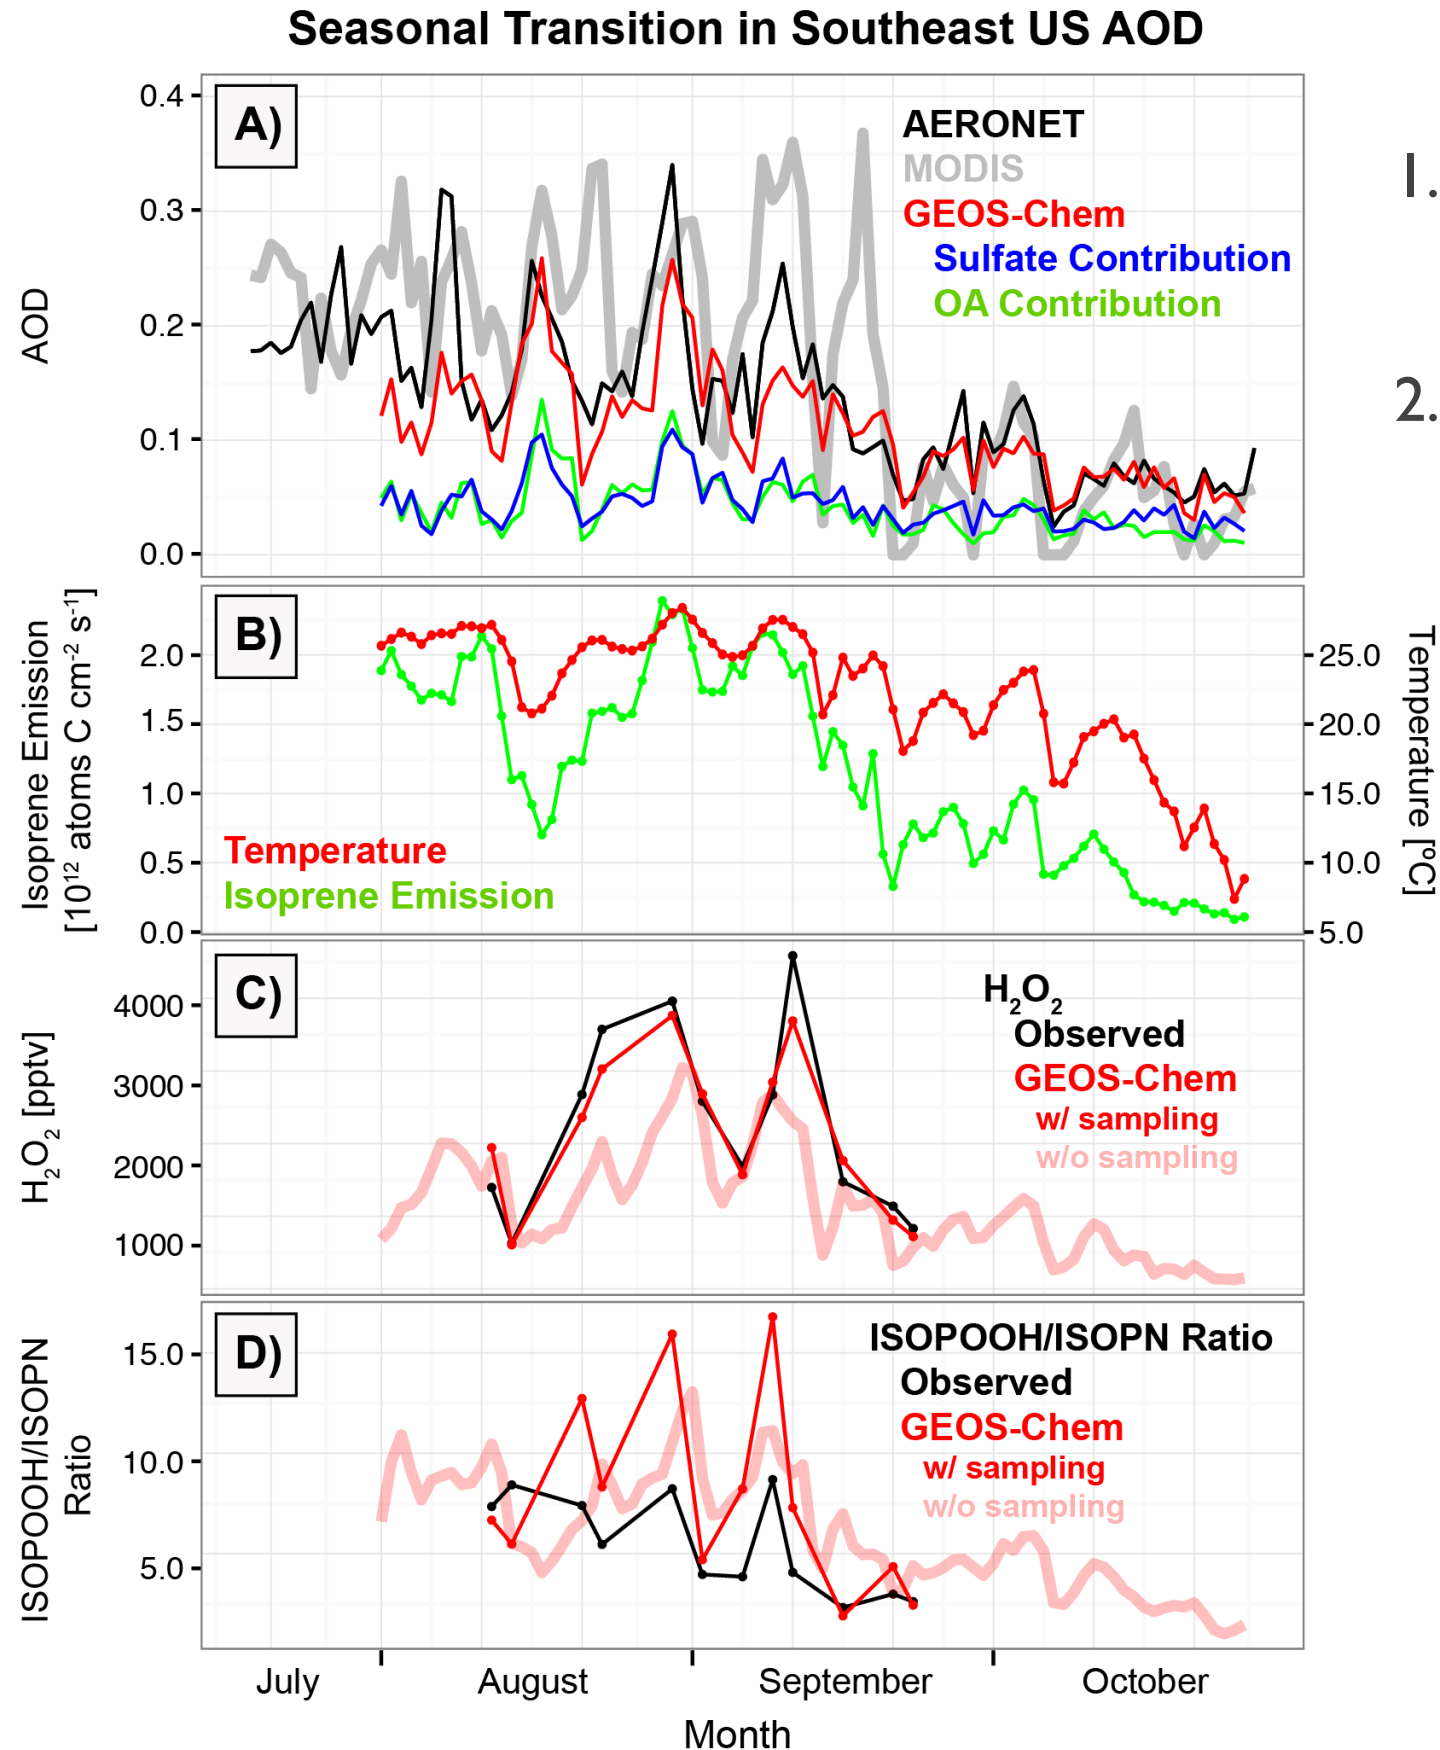 Seasonal Transition in Southeast US AOD
A)
AERONET
MODIS
GEOS-Chem
Sulfate Contribution
OA Contribution
0.4
0.3
0.2
0.1
0.0
AOD
1.
2.
B)
Temperature
Isoprene Emission
2.0
1.5
1.0
0.5
0.0
Isoprene Emission
[10¹² atoms C cm⁻² s⁻¹]
25.0
20.0
15.0
10.0
5.0
Temperature [ºC]
C)
H₂O₂
Observed
GEOS-Chem
w/ sampling
w/o sampling
4000
3000
2000
1000
H₂O₂ [pptv]
D)
ISOPOOH/ISOPN Ratio
Observed
GEOS-Chem
w/ sampling
w/o sampling
15.0
10.0
5.0
ISOPOOH/ISOPN
Ratio
July August September October
Month